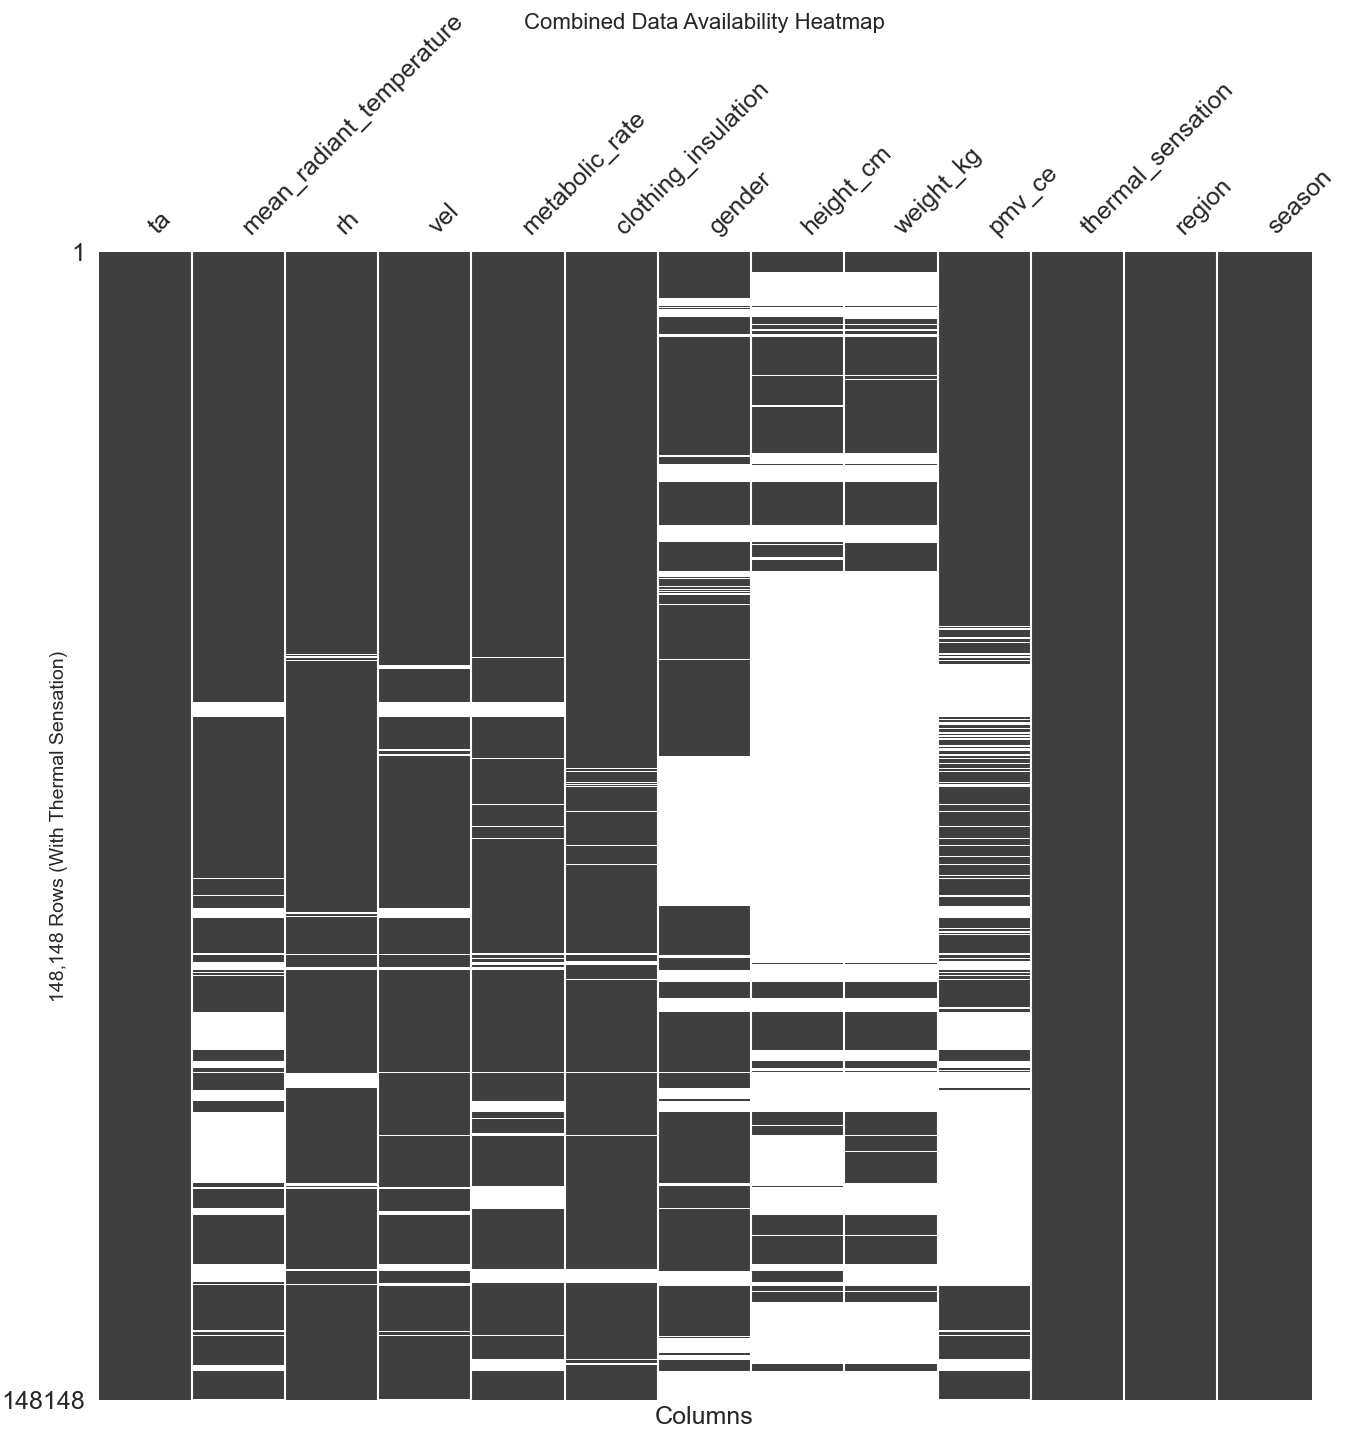 Combined Data Availability Heatmap
ta
mean_radiant_temperature
rh
vel
metabolic_rate
clothing_insulation
gender
height_cm
weight_kg
pmv_ce
thermal_sensation
region
season
1
148,148 Rows (With Thermal Sensation)
148148
Columns